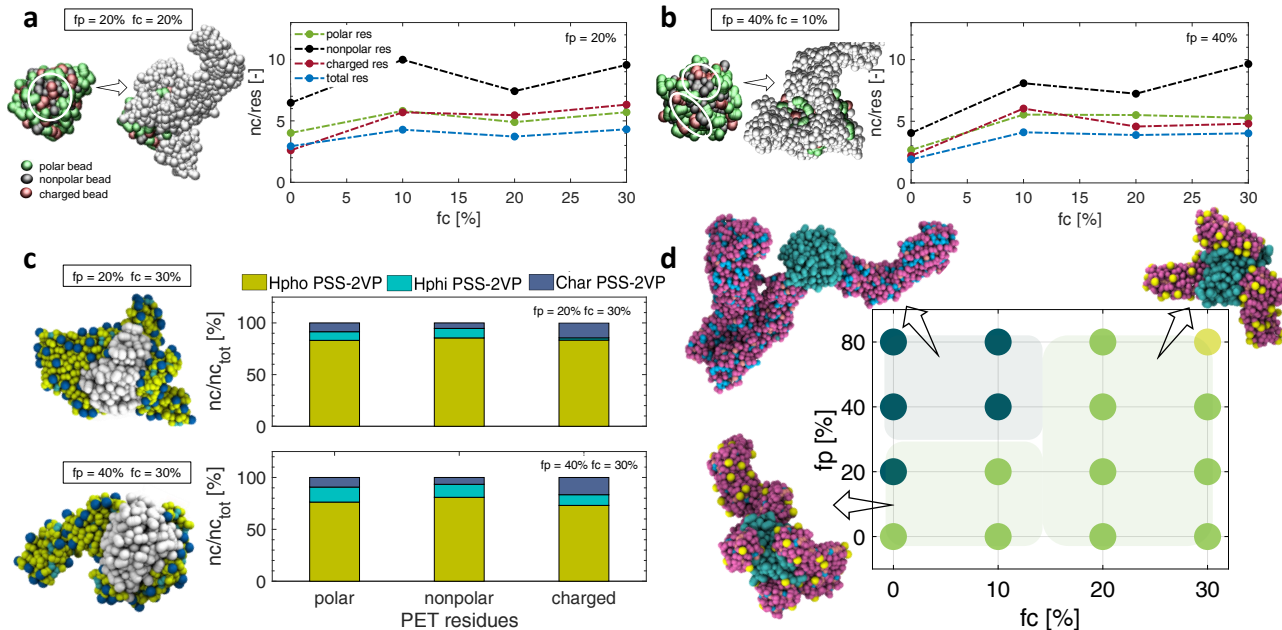 a
fp = 20% fc = 20%
polar bead
nonpolar bead
charged bead
nc/res [-]
10
5
0
polar res
nonpolar res
charged res
total res
fp = 20%
0
5
10
15
20
25
30
fc [%]
b
fp = 40% fc = 10%
nc/res [-]
10
5
0
fp = 40%
0
5
10
15
20
25
30
fc [%]
c
fp = 20% fc = 30%
Hpho PSS-2VP
Hphi PSS-2VP
Char PSS-2VP
fp = 20% fc = 30%
nc/nctot [%]
100
50
0
fp = 40% fc = 30%
fp = 40% fc = 30%
nc/nctot [%]
100
50
0
polar
nonpolar
charged
PET residues
d
fp [%]
80
40
20
0
0
10
20
30
fc [%]